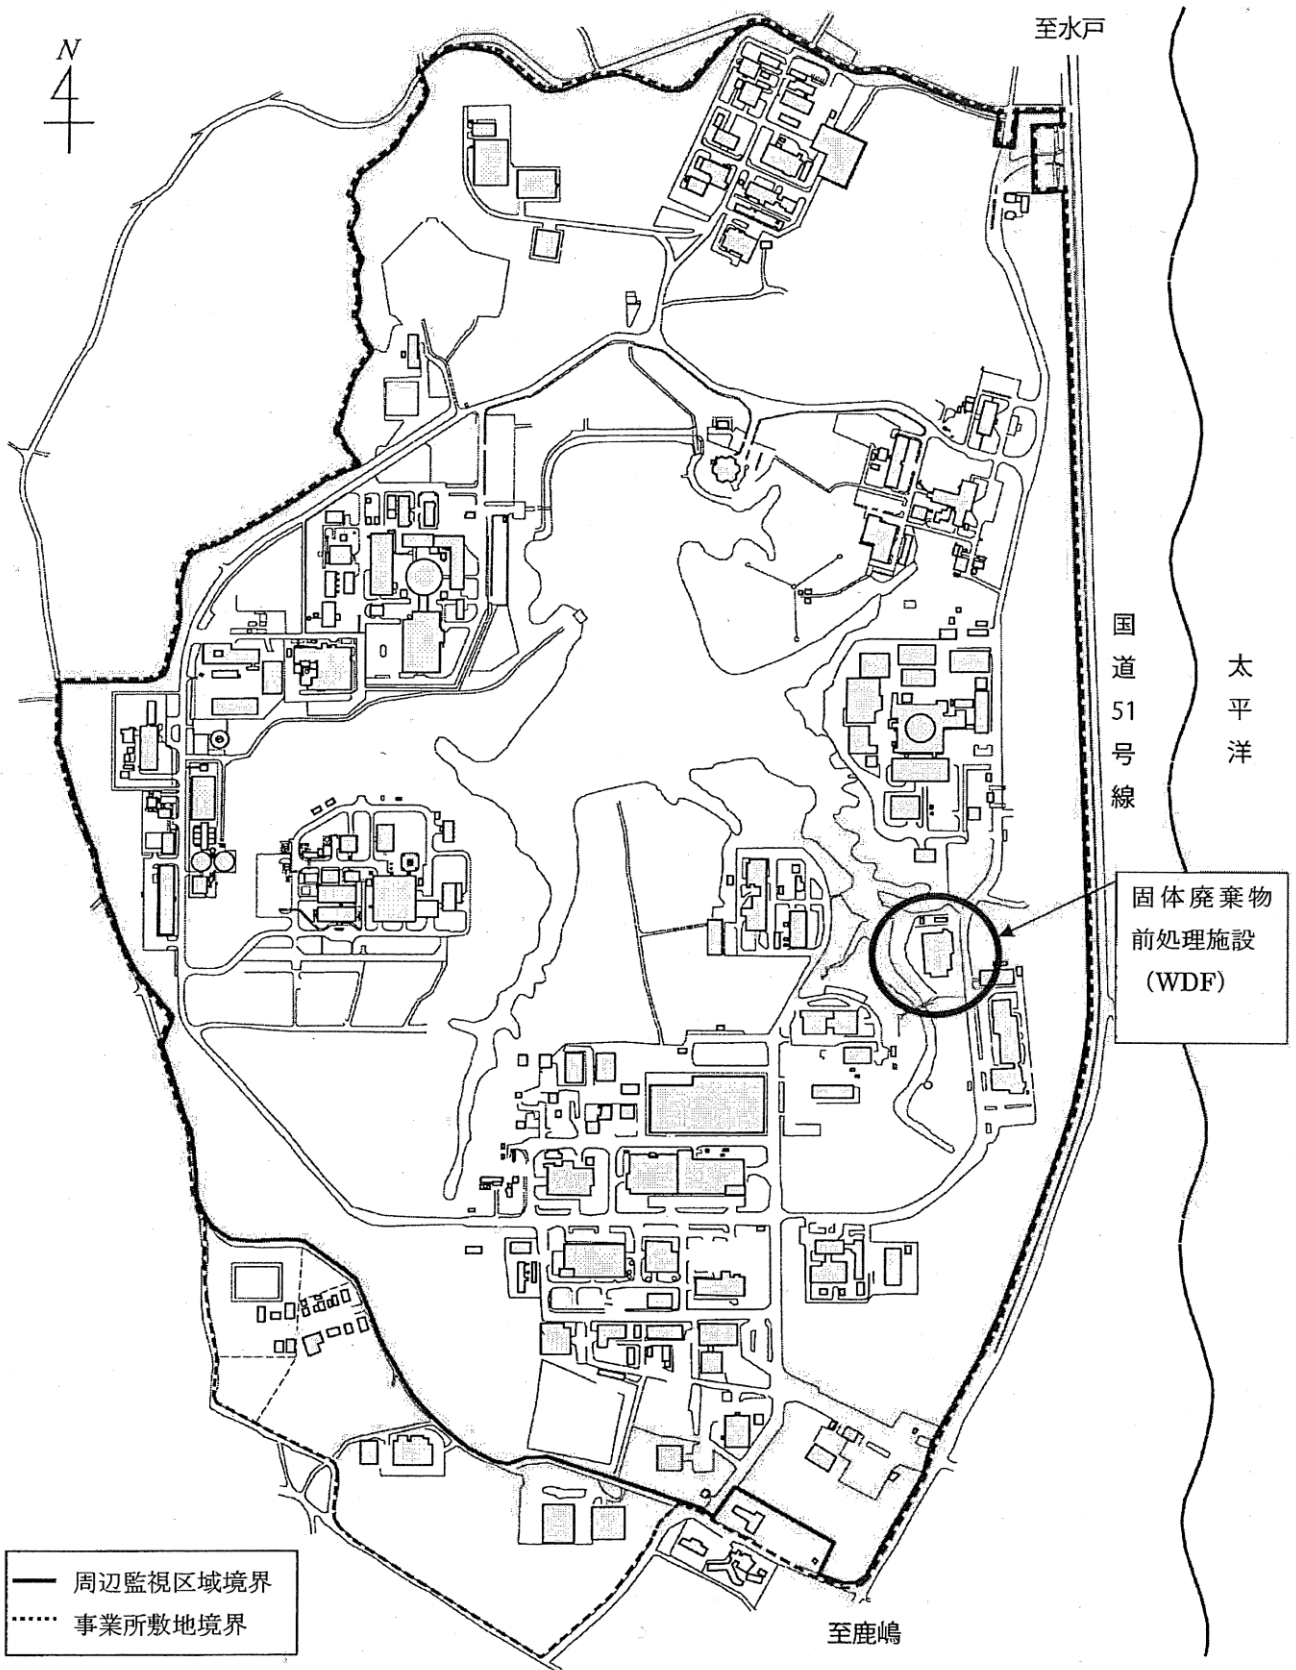 至水戸
N
国道51号線
太平洋
固体廃棄物
前処理施設
（WDF）
周辺監視区域境界
事業所敷地境界
至鹿嶋